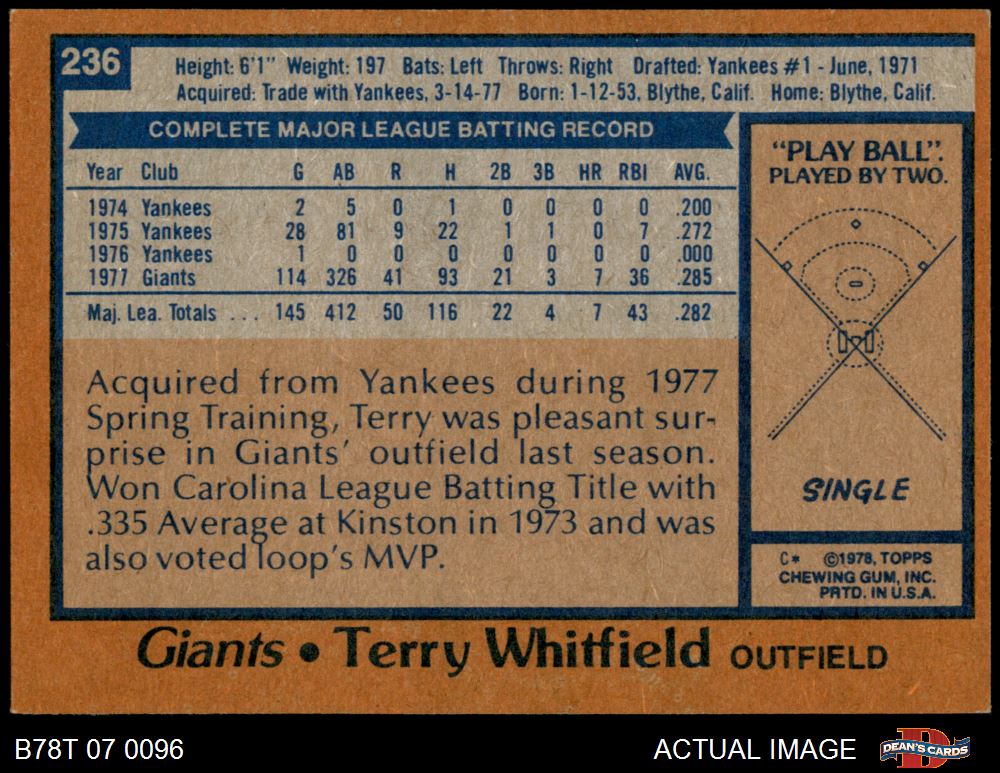 236
Height: 6'1" Weight: 197 Bats: Left Throws: Right Drafted: Yankees #1 - June, 1971
Acquired: Trade with Yankees, 3-14-77 Born: 1-12-53, Blythe, Calif. Home: Blythe, Calif.
COMPLETE MAJOR LEAGUE BATTING RECORD
Year Club G AB R H 2B 3B HR RBI AVG.
1974 Yankees 2 5 0 1 0 0 0 0 .200
1975 Yankees 28 81 9 22 1 1 0 7 .272
1976 Yankees 1 0 0 0 0 0 0 0 .000
1977 Giants 114 326 41 93 21 3 7 36 .285
Maj. Lea. Totals . . . 145 412 50 116 22 4 7 43 .282
Acquired from Yankees during 1977
Spring Training, Terry was pleasant sur-
prise in Giants' outfield last season.
Won Carolina League Batting Title with
.335 Average at Kinston in 1973 and was
also voted loop's MVP.
"PLAY BALL".
PLAYED BY TWO.
SINGLE
C* ©1978, TOPPS
CHEWING GUM, INC.
PRTD. IN U.S.A.
Giants • Terry Whitfield OUTFIELD
B78T 07 0096
ACTUAL IMAGE
DEAN'S CARDS